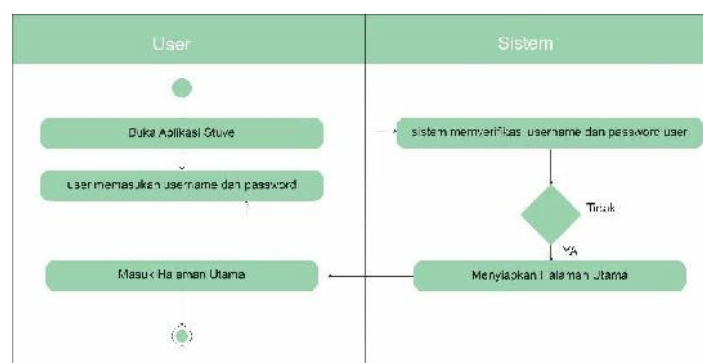 User
Sistem
Buka Aplikasi Stuve
sistem memverifikasi username dan password user
user memasukan username dan password
Tidak
YA
Masuk Halaman Utama
Menyiapkan Halaman Utama